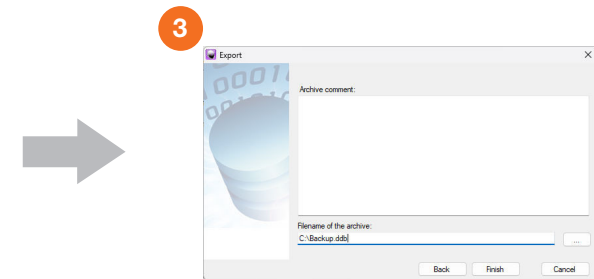 3
Export
Archive comment:
Filename of the archive:
C:\Backup.ddb
...
Back Finish Cancel